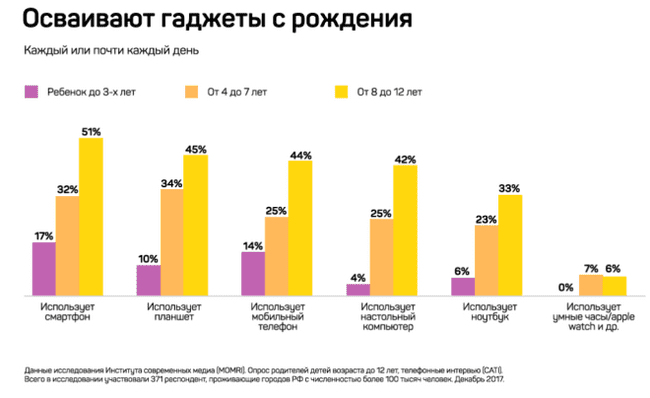 Осваивают гаджеты с рождения
Каждый или почти каждый день
Ребенок до 3-х лет
От 4 до 7 лет
От 8 до 12 лет
17%
32%
51%
10%
34%
45%
14%
25%
44%
4%
25%
42%
6%
23%
33%
0%
7%
6%
Использует
смартфон
Использует
планшет
Использует
мобильный
телефон
Использует
настольный
компьютер
Использует
ноутбук
Использует
умные часы/apple
watch и др.
Данные исследования Института современных медиа (MOMRI). Опрос родителей детей возраста до 12 лет, телефонные интервью (CATI).
Всего в исследовании участвовали 371 респондент, проживающие городов РФ с численностью более 100 тысяч человек. Декабрь 2017.